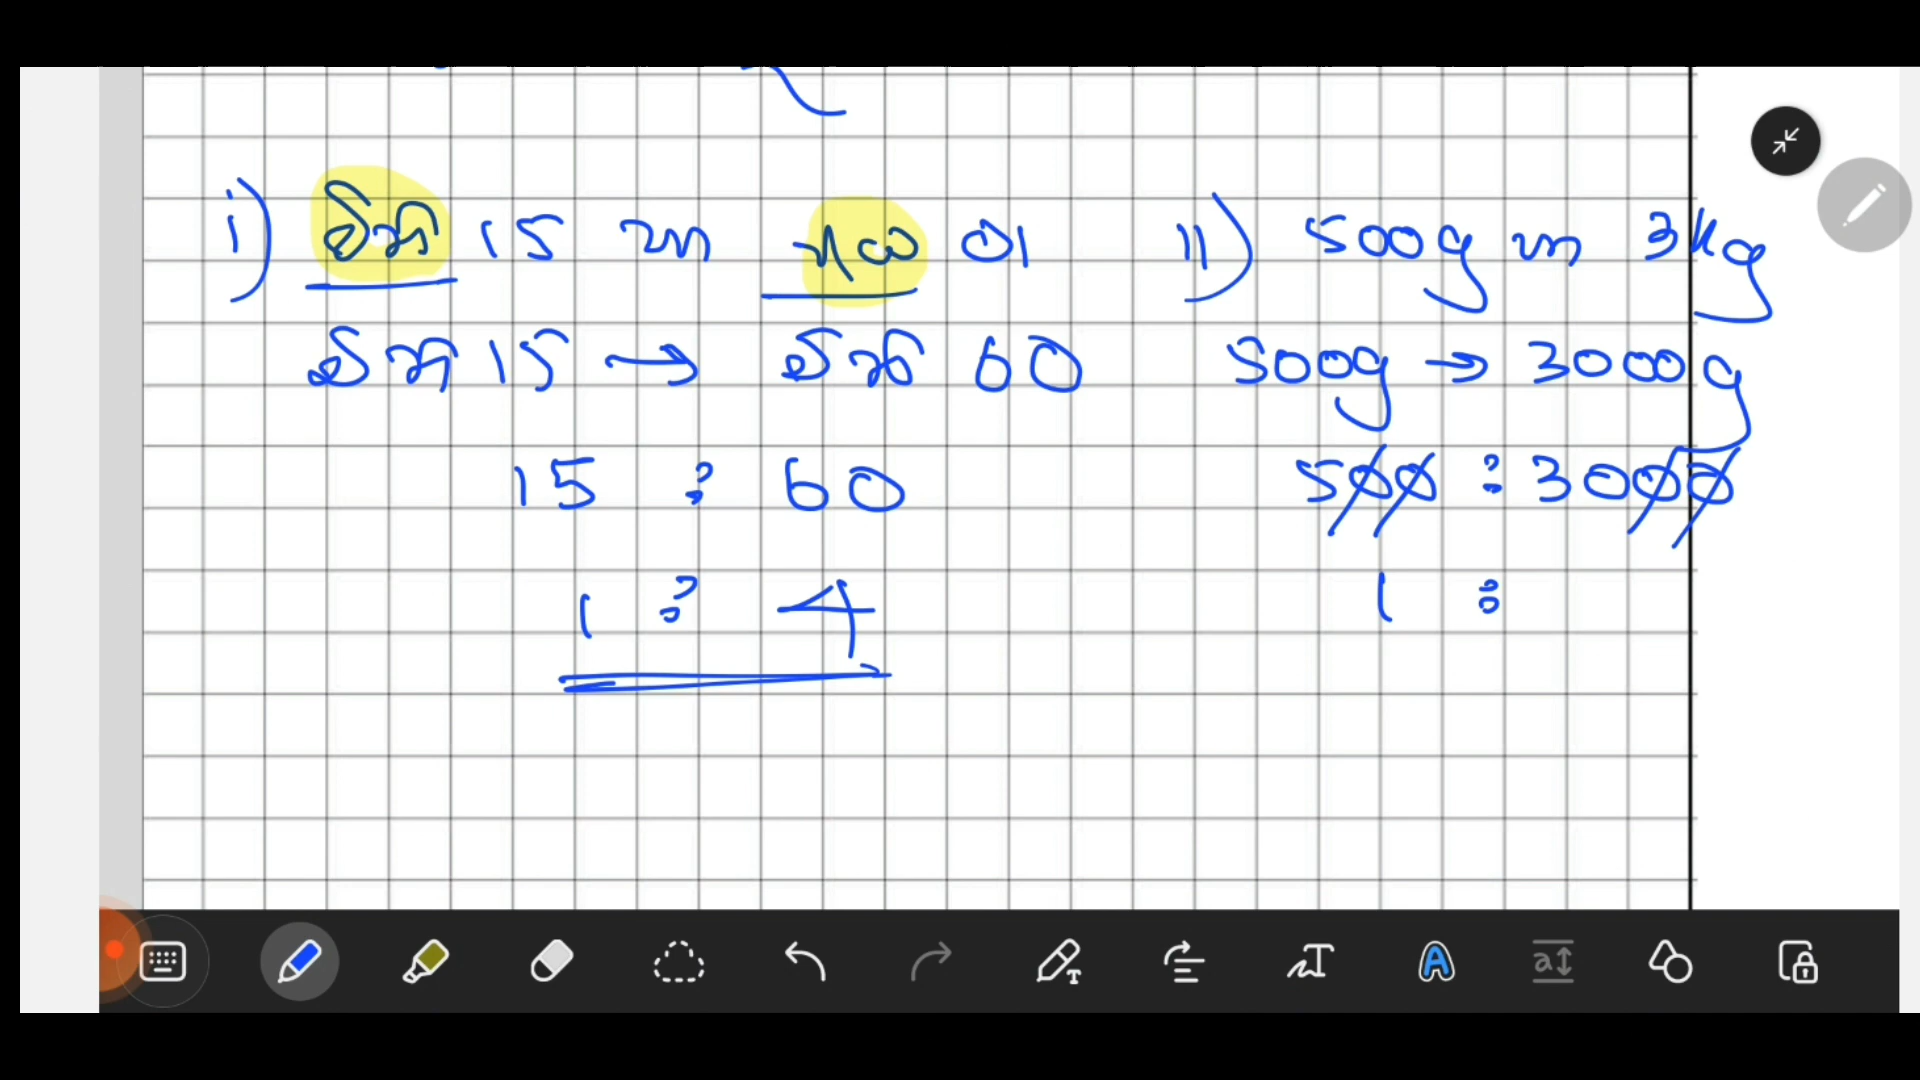 i) මිනි 15 හා පැය 01
මිනි 15 → මිනි 60
15 : 60
1 : 4
ii) 500g හා 3kg
500g → 3000g
500 : 3000
1 :